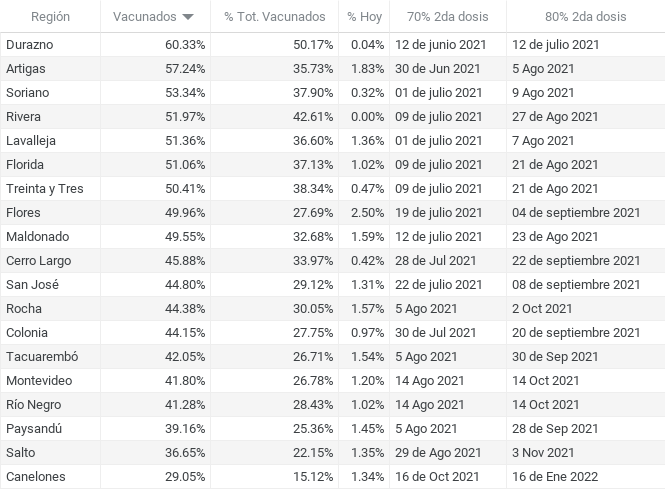 Región Vacunados % Tot. Vacunados % Hoy 70% 2da dosis 80% 2da dosis
Durazno 60.33% 50.17% 0.04% 12 de junio 2021 12 de julio 2021
Artigas 57.24% 35.73% 1.83% 30 de Jun 2021 5 Ago 2021
Soriano 53.34% 37.90% 0.32% 01 de julio 2021 9 Ago 2021
Rivera 51.97% 42.61% 0.00% 09 de julio 2021 27 de Ago 2021
Lavalleja 51.36% 36.60% 1.36% 01 de julio 2021 7 Ago 2021
Florida 51.06% 37.13% 1.02% 09 de julio 2021 21 de Ago 2021
Treinta y Tres 50.41% 38.34% 0.47% 09 de julio 2021 21 de Ago 2021
Flores 49.96% 27.69% 2.50% 19 de julio 2021 04 de septiembre 2021
Maldonado 49.55% 32.68% 1.59% 12 de julio 2021 23 de Ago 2021
Cerro Largo 45.88% 33.97% 0.42% 28 de Jul 2021 22 de septiembre 2021
San José 44.80% 29.12% 1.31% 22 de julio 2021 08 de septiembre 2021
Rocha 44.38% 30.05% 1.57% 5 Ago 2021 2 Oct 2021
Colonia 44.15% 27.75% 0.97% 30 de Jul 2021 20 de septiembre 2021
Tacuarembó 42.05% 26.71% 1.54% 5 Ago 2021 30 de Sep 2021
Montevideo 41.80% 26.78% 1.20% 14 Ago 2021 14 Oct 2021
Río Negro 41.28% 28.43% 1.02% 14 Ago 2021 14 Oct 2021
Paysandú 39.16% 25.36% 1.45% 5 Ago 2021 28 de Sep 2021
Salto 36.65% 22.15% 1.35% 29 de Ago 2021 3 Nov 2021
Canelones 29.05% 15.12% 1.34% 16 de Oct 2021 16 de Ene 2022